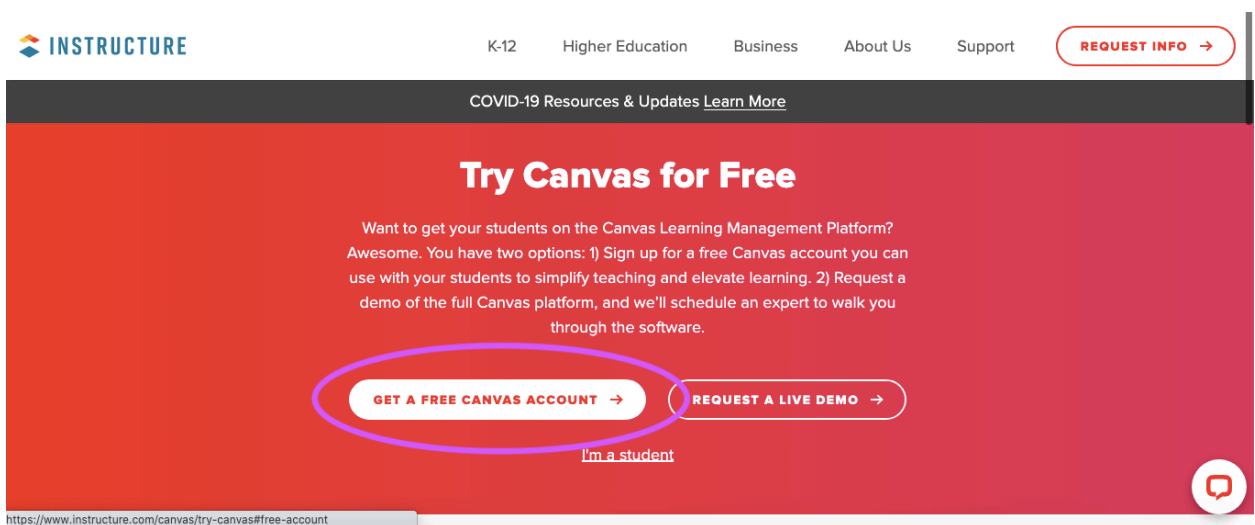 INSTRUCTURE
K-12 Higher Education Business About Us Support REQUEST INFO →
COVID-19 Resources & Updates Learn More
Try Canvas for Free
Want to get your students on the Canvas Learning Management Platform?
Awesome. You have two options: 1) Sign up for a free Canvas account you can
use with your students to simplify teaching and elevate learning. 2) Request a
demo of the full Canvas platform, and we'll schedule an expert to walk you
through the software.
GET A FREE CANVAS ACCOUNT → REQUEST A LIVE DEMO →
I'm a student
https://www.instructure.com/canvas/try-canvas#free-account